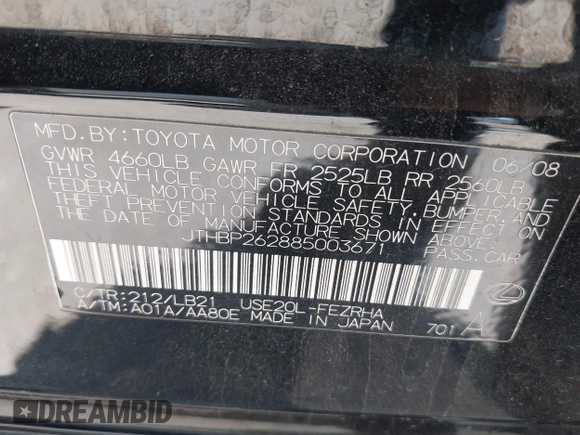 MFD.BY:TOYOTA MOTOR CORPORATION 06/08
GVWR 4660LB GAWR FR 2525LB RR 2560LB
THIS VEHICLE CONFORMS TO ALL APPLICABLE
FEDERAL MOTOR VEHICLE SAFETY,BUMPER,AND
THEFT PREVENTION STANDARDS IN EFFECT ON
THE DATE OF MANUFACTURE SHOWN ABOVE.
JTHBP262885003671 PASS.CAR
C/TR:212/LB21 USE20L-FEZRHA
A/TM:A01A/AA80E MADE IN JAPAN 701 A
DREAMBID